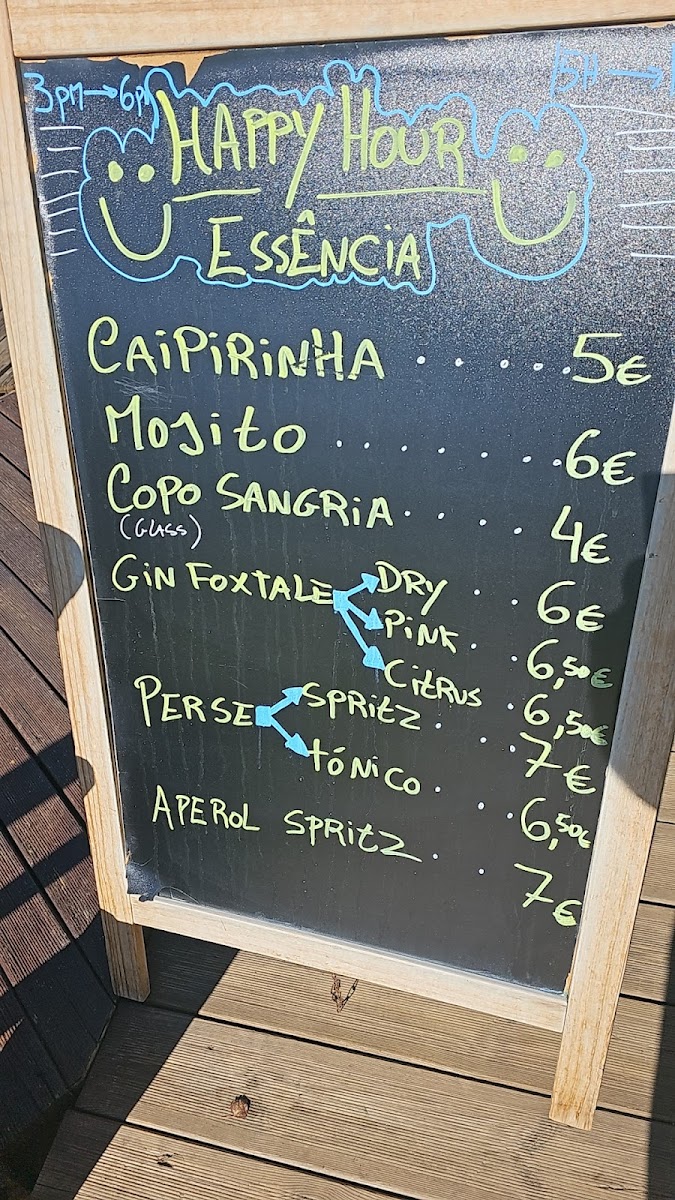 3pm→6pm
15H→
HAPPY HOUR
ESSÊNCIA
CAIPIRINHA . . . . . 5€
MOJITO . . . . . . . 6€
COPO SANGRIA . . . . 4€
(GLASS)
GIN FOXTALE DRY . . 6€
PINK . . 6,50€
CITRUS . 6,50€
PERSE SPRITZ . . 7€
TÓNICO . . 6,50€
APEROL SPRITZ . . . 7€